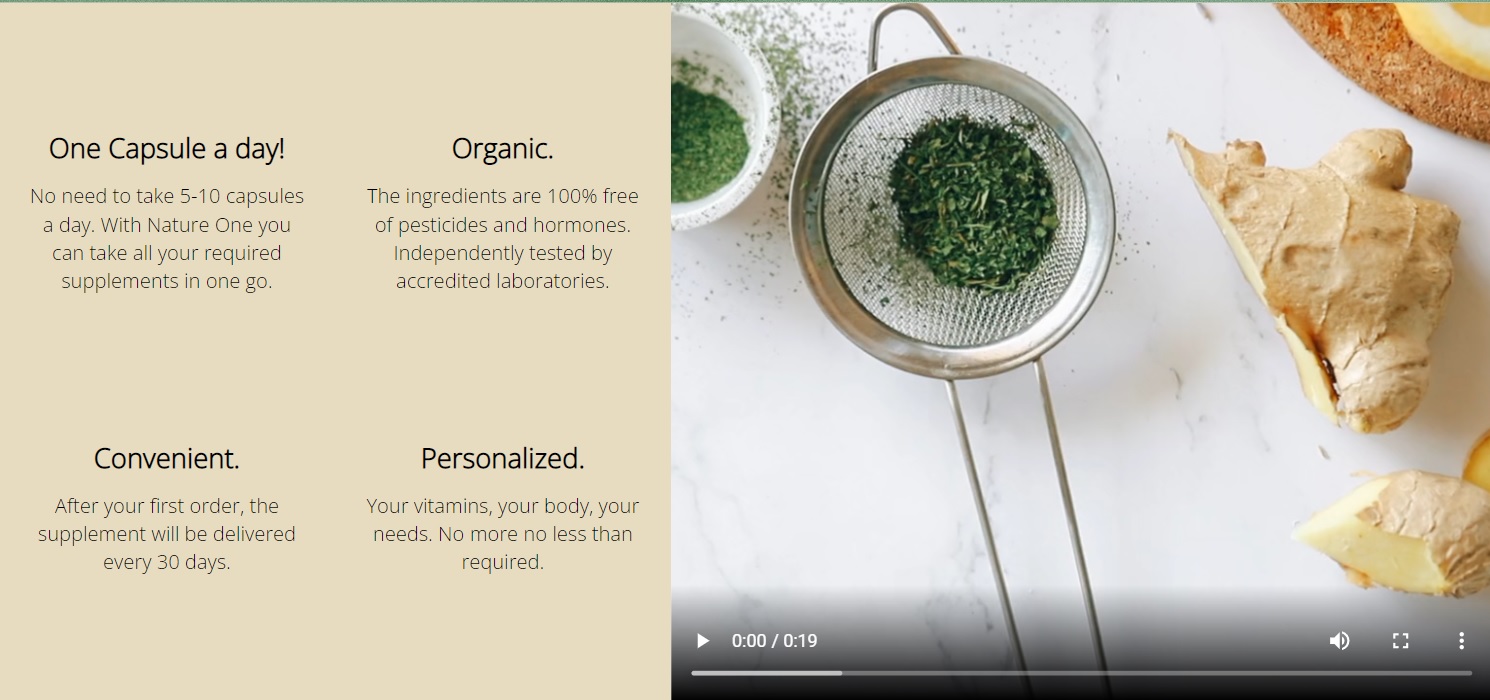 One Capsule a day!
No need to take 5-10 capsules
a day. With Nature One you
can take all your required
supplements in one go.
Organic.
The ingredients are 100% free
of pesticides and hormones.
Independently tested by
accredited laboratories.
Convenient.
After your first order, the
supplement will be delivered
every 30 days.
Personalized.
Your vitamins, your body, your
needs. No more no less than
required.
0:00 / 0:19